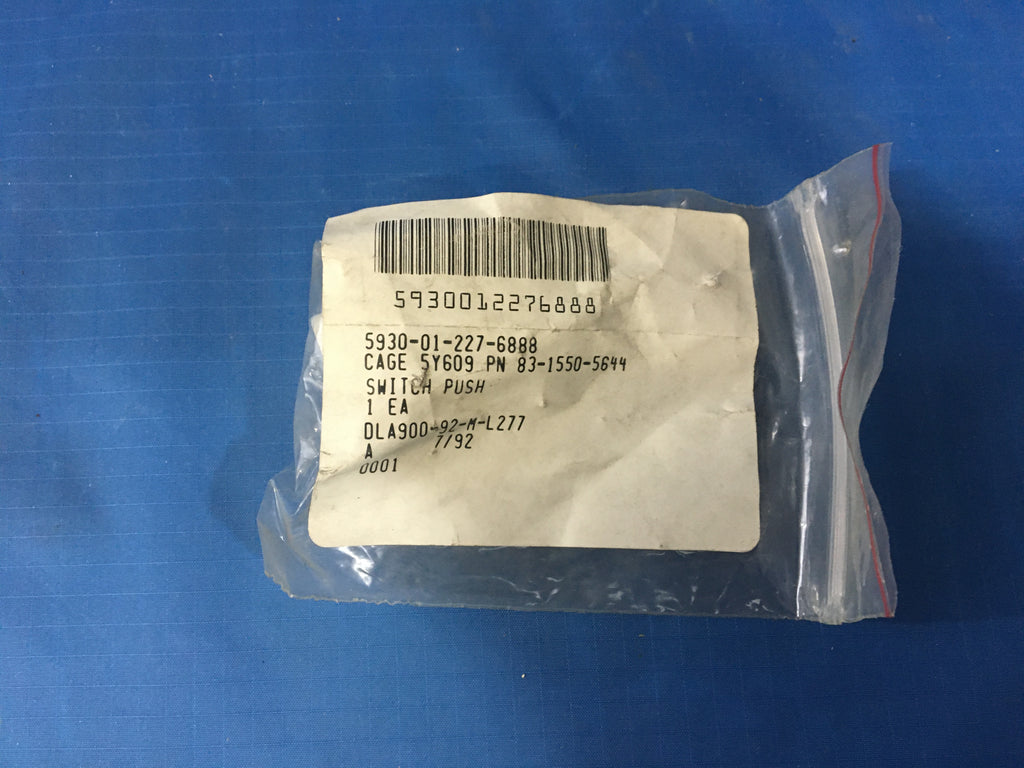 5930012276888
5930-01-227-6888
CAGE 5Y609 PN 83-1550-5644
SWITCH PUSH
1 EA
DLA900-92-M-L277
A 7/92
0001